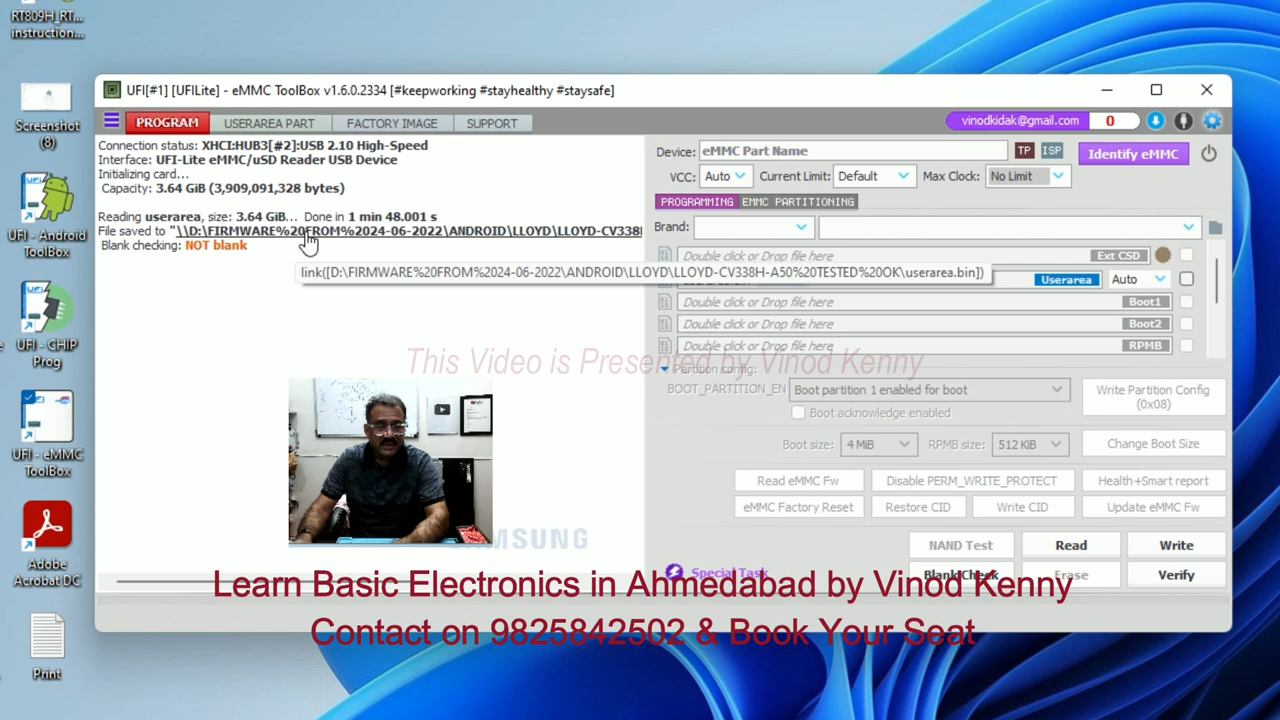 RT809H_RT...
instruction...
Screenshot
(8)
UFI - Android
ToolBox
UFI - CHIP
Prog
UFI - eMMC
ToolBox
Adobe
Acrobat DC
Print
UFI[#1] [UFILite] - eMMC ToolBox v1.6.0.2334 [#keepworking #stayhealthy #staysafe]
PROGRAM USERAREA PART FACTORY IMAGE SUPPORT vinodkidak@gmail.com 0
Connection status: XHCI:HUB3[#2]:USB 2.10 High-Speed
Interface: UFI-Lite eMMC/uSD Reader USB Device
Initializing card...
Capacity: 3.64 GiB (3,909,091,328 bytes)
Reading userarea, size: 3.64 GiB... Done in 1 min 48.001 s
File saved to "\\D:\FIRMWARE%20FROM%2024-06-2022\ANDROID\LLOYD\LLOYD-CV338H
Blank checking: NOT blank
link([D:\FIRMWARE%20FROM%2024-06-2022\ANDROID\LLOYD\LLOYD-CV338H-A50%20TESTED%20OK\userarea.bin])
Device: eMMC Part Name TP ISP Identify eMMC
VCC: Auto Current Limit: Default Max Clock: No Limit
PROGRAMMING EMMC PARTITIONING
Brand:
Double click or Drop file here Ext CSD
Userarea Auto
Double click or Drop file here Boot1
Double click or Drop file here Boot2
Double click or Drop file here RPMB
This Video is Presented by Vinod Kenny
Partition config:
BOOT_PARTITION_EN Boot partition 1 enabled for boot Write Partition Config
(0x08)
Boot acknowledge enabled
Boot size: 4 MiB RPMB size: 512 KiB Change Boot Size
Read eMMC Fw Disable PERM_WRITE_PROTECT Health+Smart report
eMMC Factory Reset Restore CID Write CID Update eMMC Fw
SAMSUNG
NAND Test Read Write
Special Task Blank Check Erase Verify
Learn Basic Electronics in Ahmedabad by Vinod Kenny
Contact on 9825842502 & Book Your Seat